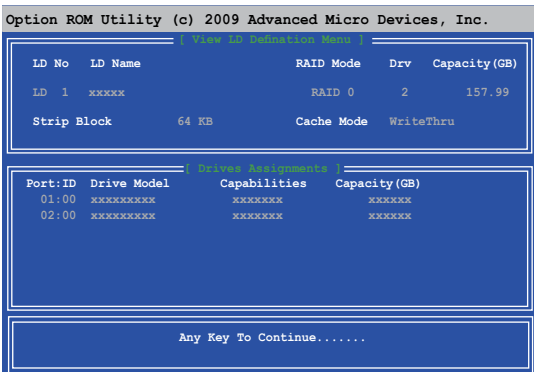 Option ROM Utility (c) 2009 Advanced Micro Devices, Inc.
[ View LD Defination Menu ]
LD No LD Name RAID Mode Drv Capacity(GB)
LD 1 xxxxx RAID 0 2 157.99
Strip Block 64 KB Cache Mode WriteThru
[ Drives Assignments ]
Port:ID Drive Model Capabilities Capacity(GB)
01:00 xxxxxxxxx xxxxxxx xxxxxx
02:00 xxxxxxxxx xxxxxxx xxxxxx
Any Key To Continue.......